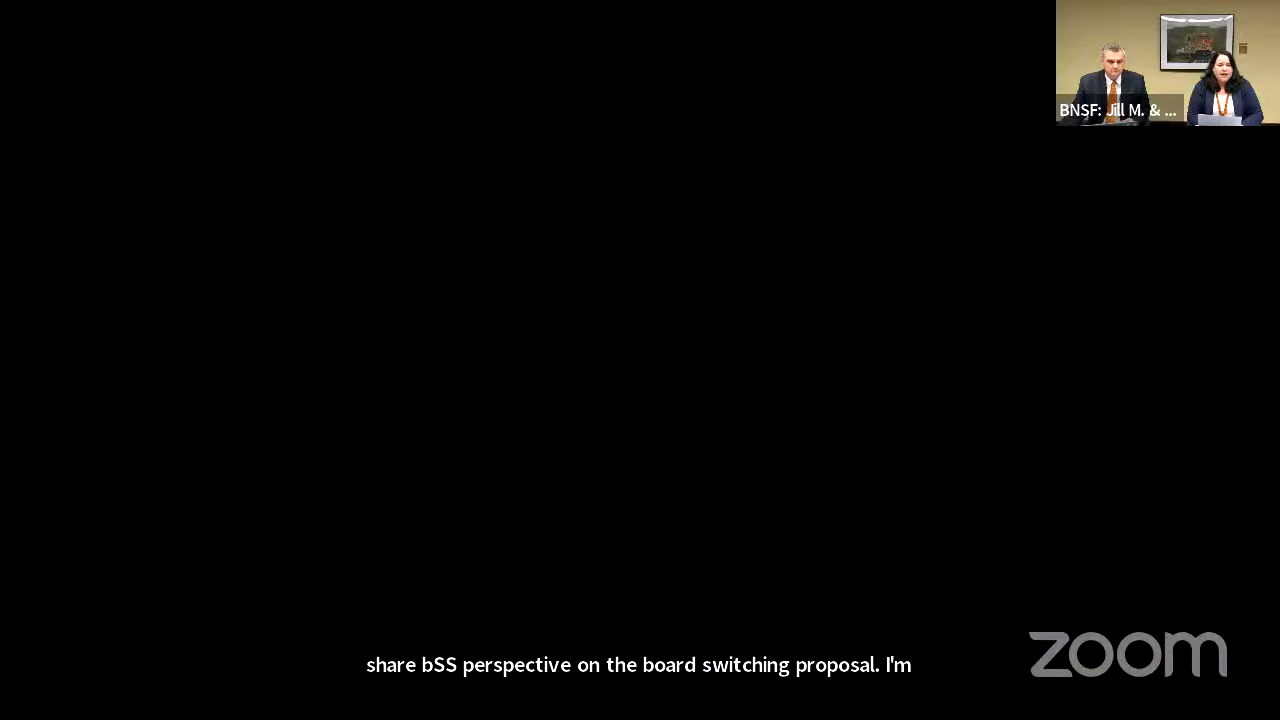 BNSF: Jill M. & ...
share bSS perspective on the board switching proposal. I'm
zoom